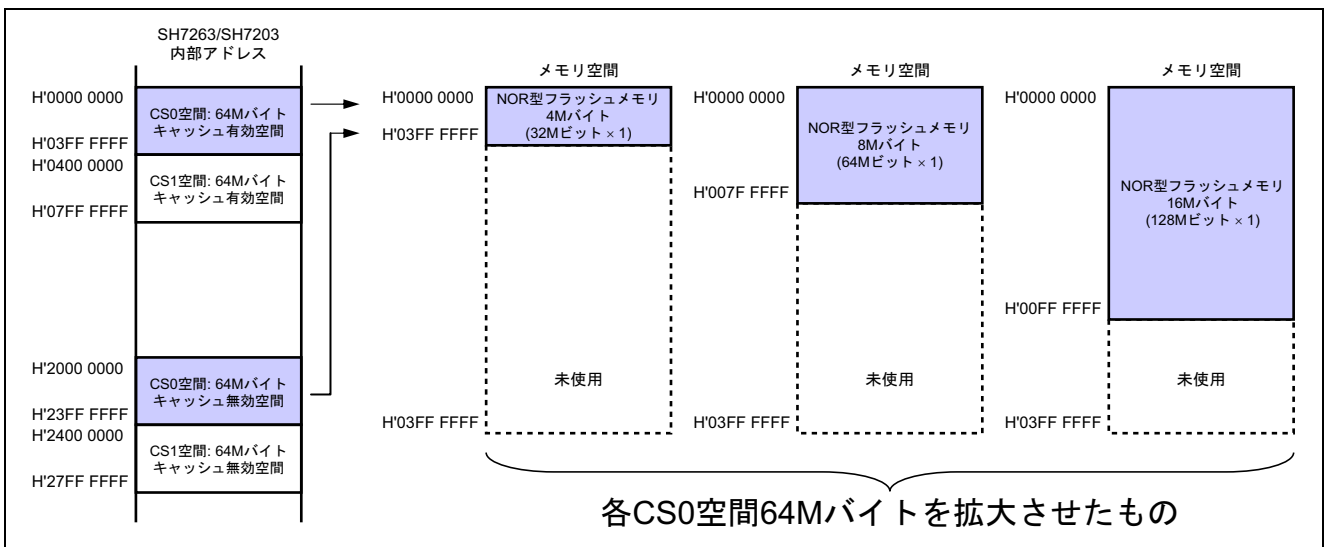 SH7263/SH7203
内部アドレス
H'0000 0000
CS0空間: 64Mバイト
キャッシュ有効空間
H'03FF FFFF
H'0400 0000
CS1空間: 64Mバイト
キャッシュ有効空間
H'07FF FFFF
H'2000 0000
CS0空間: 64Mバイト
キャッシュ無効空間
H'23FF FFFF
H'2400 0000
CS1空間: 64Mバイト
キャッシュ無効空間
H'27FF FFFF
メモリ空間
H'0000 0000
NOR型フラッシュメモリ
4Mバイト
(32Mビット × 1)
H'03FF FFFF
未使用
H'03FF FFFF
メモリ空間
H'0000 0000
NOR型フラッシュメモリ
8Mバイト
(64Mビット × 1)
H'007F FFFF
未使用
H'03FF FFFF
メモリ空間
H'0000 0000
NOR型フラッシュメモリ
16Mバイト
(128Mビット × 1)
H'00FF FFFF
未使用
H'03FF FFFF
各CS0空間64Mバイトを拡大させたもの